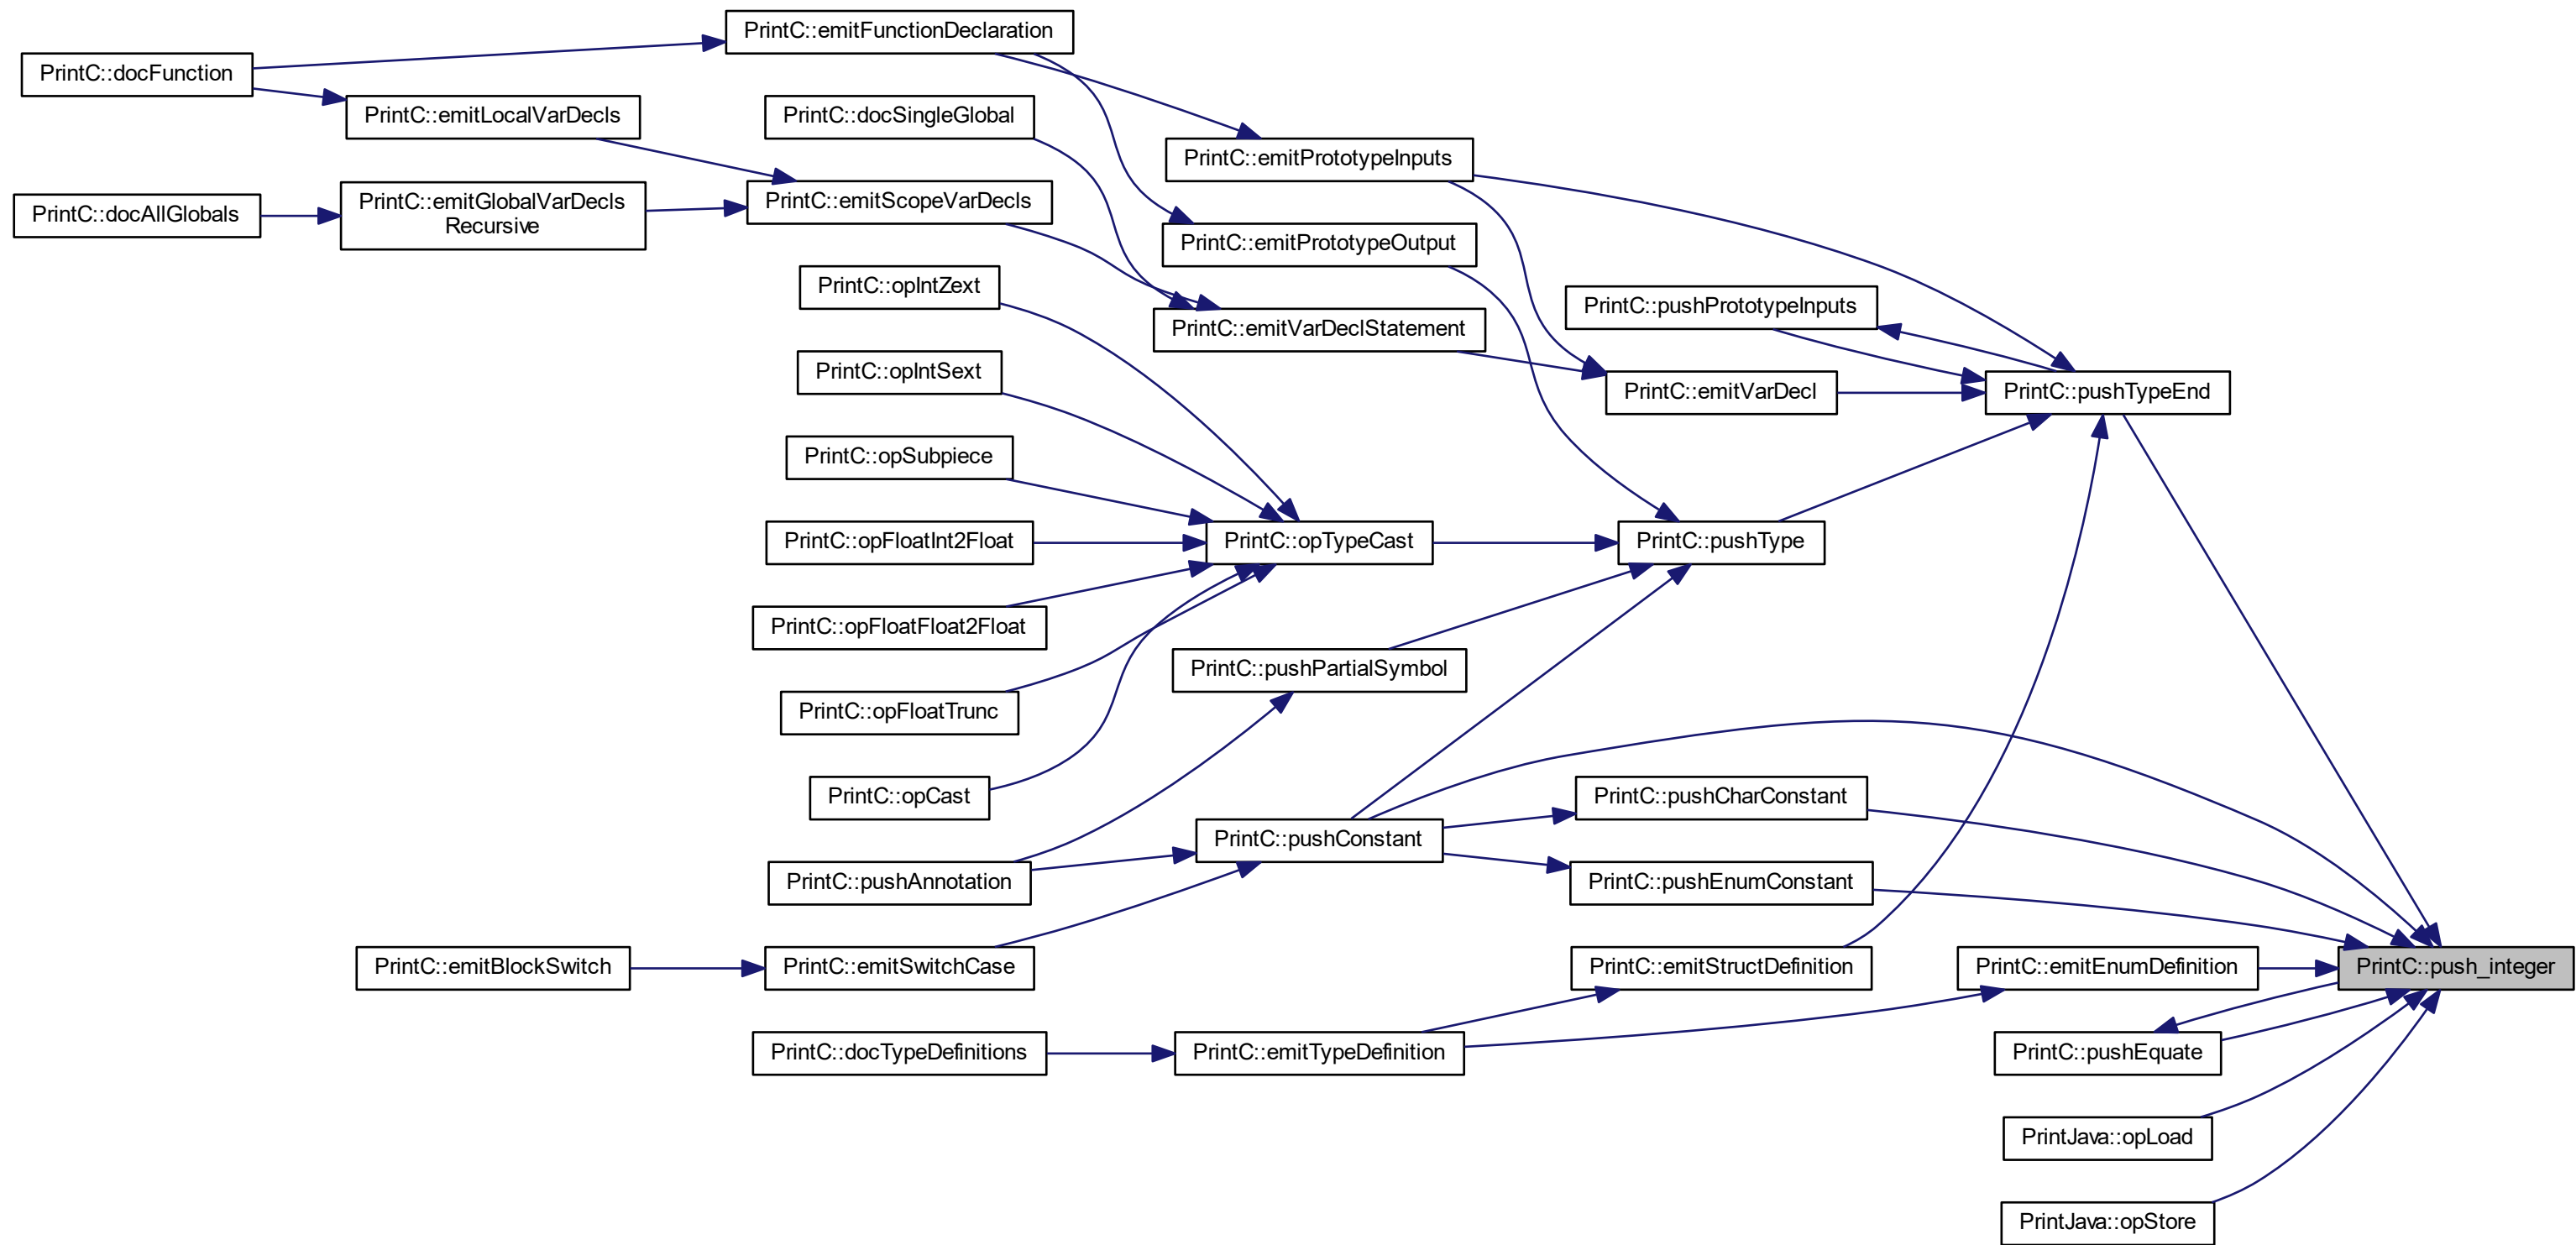 PrintC::emitFunctionDeclaration
PrintC::docFunction
PrintC::emitLocalVarDecls
PrintC::docSingleGlobal
PrintC::emitPrototypeInputs
PrintC::docAllGlobals
PrintC::emitGlobalVarDecls
Recursive
PrintC::emitScopeVarDecls
PrintC::emitPrototypeOutput
PrintC::opIntZext
PrintC::pushPrototypeInputs
PrintC::emitVarDeclStatement
PrintC::opIntSext
PrintC::emitVarDecl
PrintC::pushTypeEnd
PrintC::opSubpiece
PrintC::opFloatInt2Float
PrintC::opTypeCast
PrintC::pushType
PrintC::opFloatFloat2Float
PrintC::pushPartialSymbol
PrintC::opFloatTrunc
PrintC::opCast
PrintC::pushCharConstant
PrintC::pushConstant
PrintC::pushAnnotation
PrintC::pushEnumConstant
PrintC::emitBlockSwitch
PrintC::emitSwitchCase
PrintC::emitStructDefinition
PrintC::emitEnumDefinition
PrintC::push_integer
PrintC::docTypeDefinitions
PrintC::emitTypeDefinition
PrintC::pushEquate
PrintJava::opLoad
PrintJava::opStore